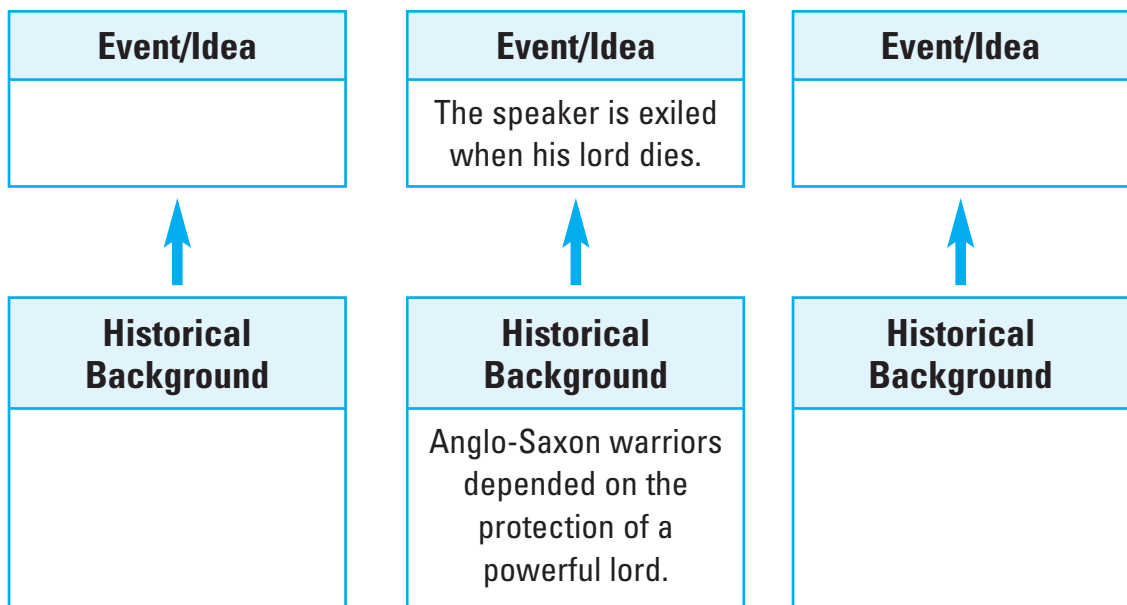 Event/Idea
Event/Idea
The speaker is exiled
when his lord dies.
Event/Idea
Historical
Background
Historical
Background
Anglo-Saxon warriors
depended on the
protection of a
powerful lord.
Historical
Background